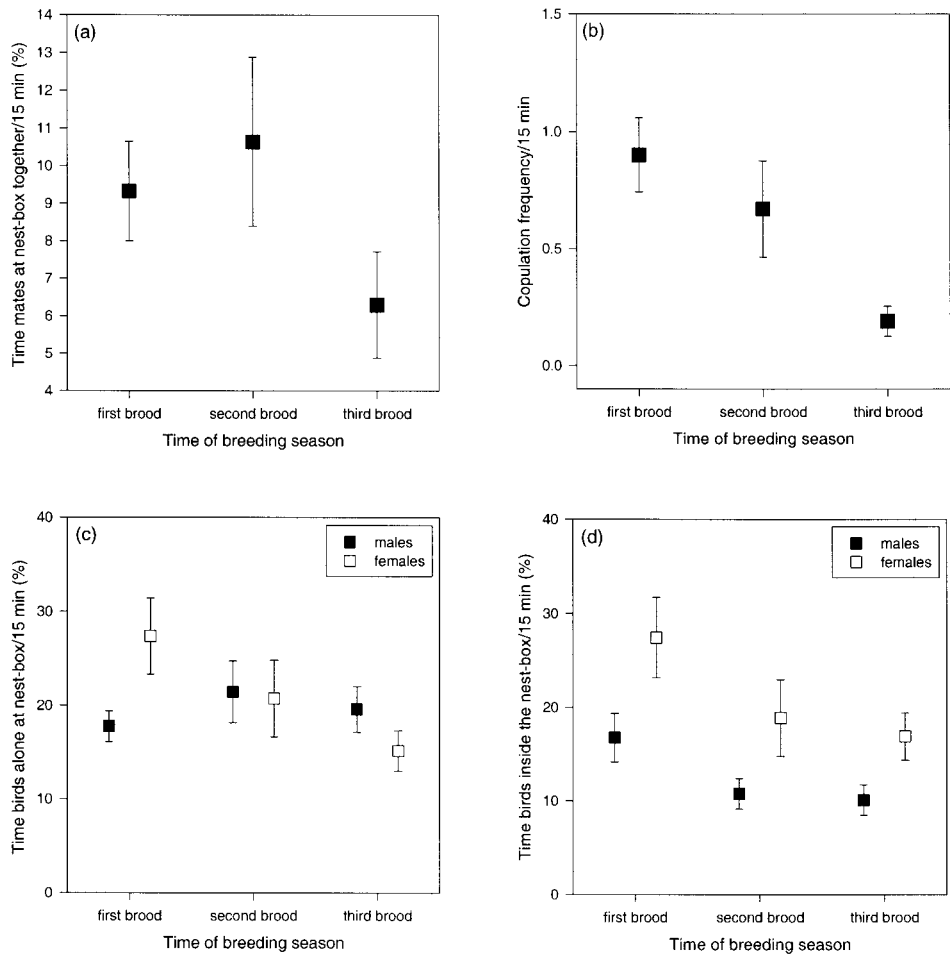 (a)
Time mates at nest-box together/15 min (%)
14
13
12
11
10
9
8
7
6
5
4
first brood second brood third brood
Time of breeding season
(b)
Copulation frequency/15 min
1.5
1.0
0.5
0.0
first brood second brood third brood
Time of breeding season
(c)
Time birds alone at nest-box/15 min (%)
40
30
20
10
0
males
females
first brood second brood third brood
Time of breeding season
(d)
Time birds inside the nest-box/15 min (%)
40
30
20
10
0
males
females
first brood second brood third brood
Time of breeding season